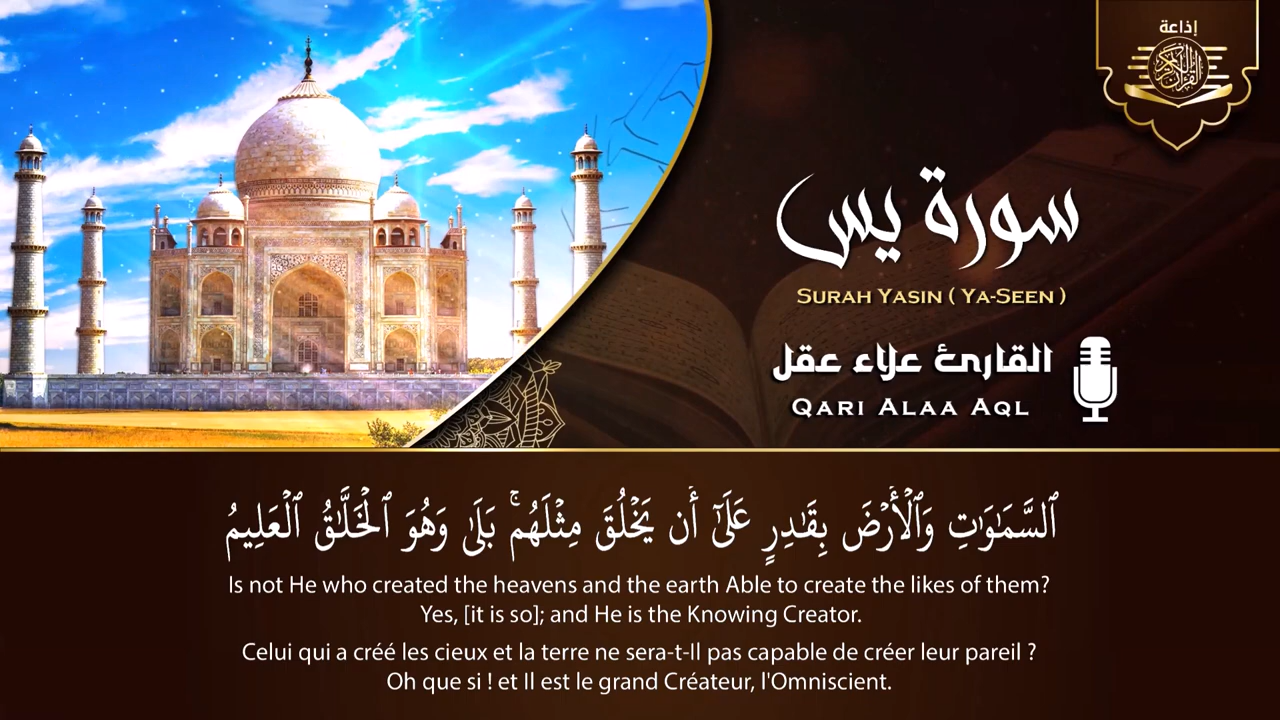 إذاعة
القرآن الكريم
سورة يس
SURAH YASIN ( YA-SEEN )
القارئ علاء عقل
QARI ALAA AQL
ٱلسَّمَٰوَٰتِ وَٱلْأَرْضَ بِقَٰدِرٍ عَلَىٰٓ أَن يَخْلُقَ مِثْلَهُم ۚ بَلَىٰ وَهُوَ ٱلْخَلَّٰقُ ٱلْعَلِيمُ
Is not He who created the heavens and the earth Able to create the likes of them?
Yes, [it is so]; and He is the Knowing Creator.
Celui qui a créé les cieux et la terre ne sera-t-Il pas capable de créer leur pareil ?
Oh que si ! et Il est le grand Créateur, l'Omniscient.